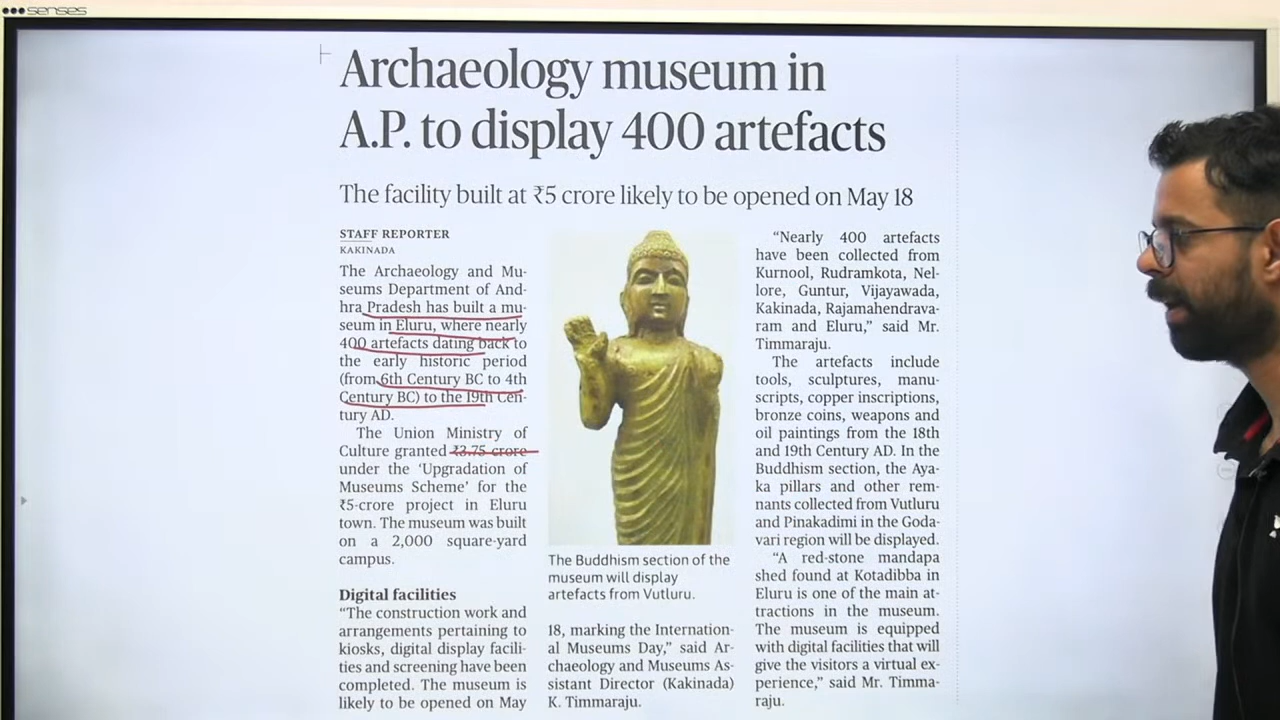 senses
Archaeology museum in
A.P. to display 400 artefacts
The facility built at ₹5 crore likely to be opened on May 18
STAFF REPORTER
KAKINADA
The Archaeology and Mu-
seums Department of And-
hra Pradesh has built a mu-
seum in Eluru, where nearly
400 artefacts dating back to
the early historic period
(from 6th Century BC to 4th
Century BC) to the 19th Cen-
tury AD.
The Union Ministry of
Culture granted ₹3.75 crore
under the ‘Upgradation of
Museums Scheme’ for the
₹5-crore project in Eluru
town. The museum was built
on a 2,000 square-yard
campus.
Digital facilities
“The construction work and
arrangements pertaining to
kiosks, digital display facili-
ties and screening have been
completed. The museum is
likely to be opened on May
The Buddhism section of the
museum will display
artefacts from Vutluru.
18, marking the Internation-
al Museums Day,” said Ar-
chaeology and Museums As-
sistant Director (Kakinada)
K. Timmaraju.
“Nearly 400 artefacts
have been collected from
Kurnool, Rudramkota, Nel-
lore, Guntur, Vijayawada,
Kakinada, Rajamahendrava-
ram and Eluru,” said Mr.
Timmaraju.
The artefacts include
tools, sculptures, manu-
scripts, copper inscriptions,
bronze coins, weapons and
oil paintings from the 18th
and 19th Century AD. In the
Buddhism section, the Aya-
ka pillars and other rem-
nants collected from Vutluru
and Pinakadimi in the Goda-
vari region will be displayed.
“A red-stone mandapa
shed found at Kotadibba in
Eluru is one of the main at-
tractions in the museum.
The museum is equipped
with digital facilities that will
give the visitors a virtual ex-
perience,” said Mr. Timma-
raju.